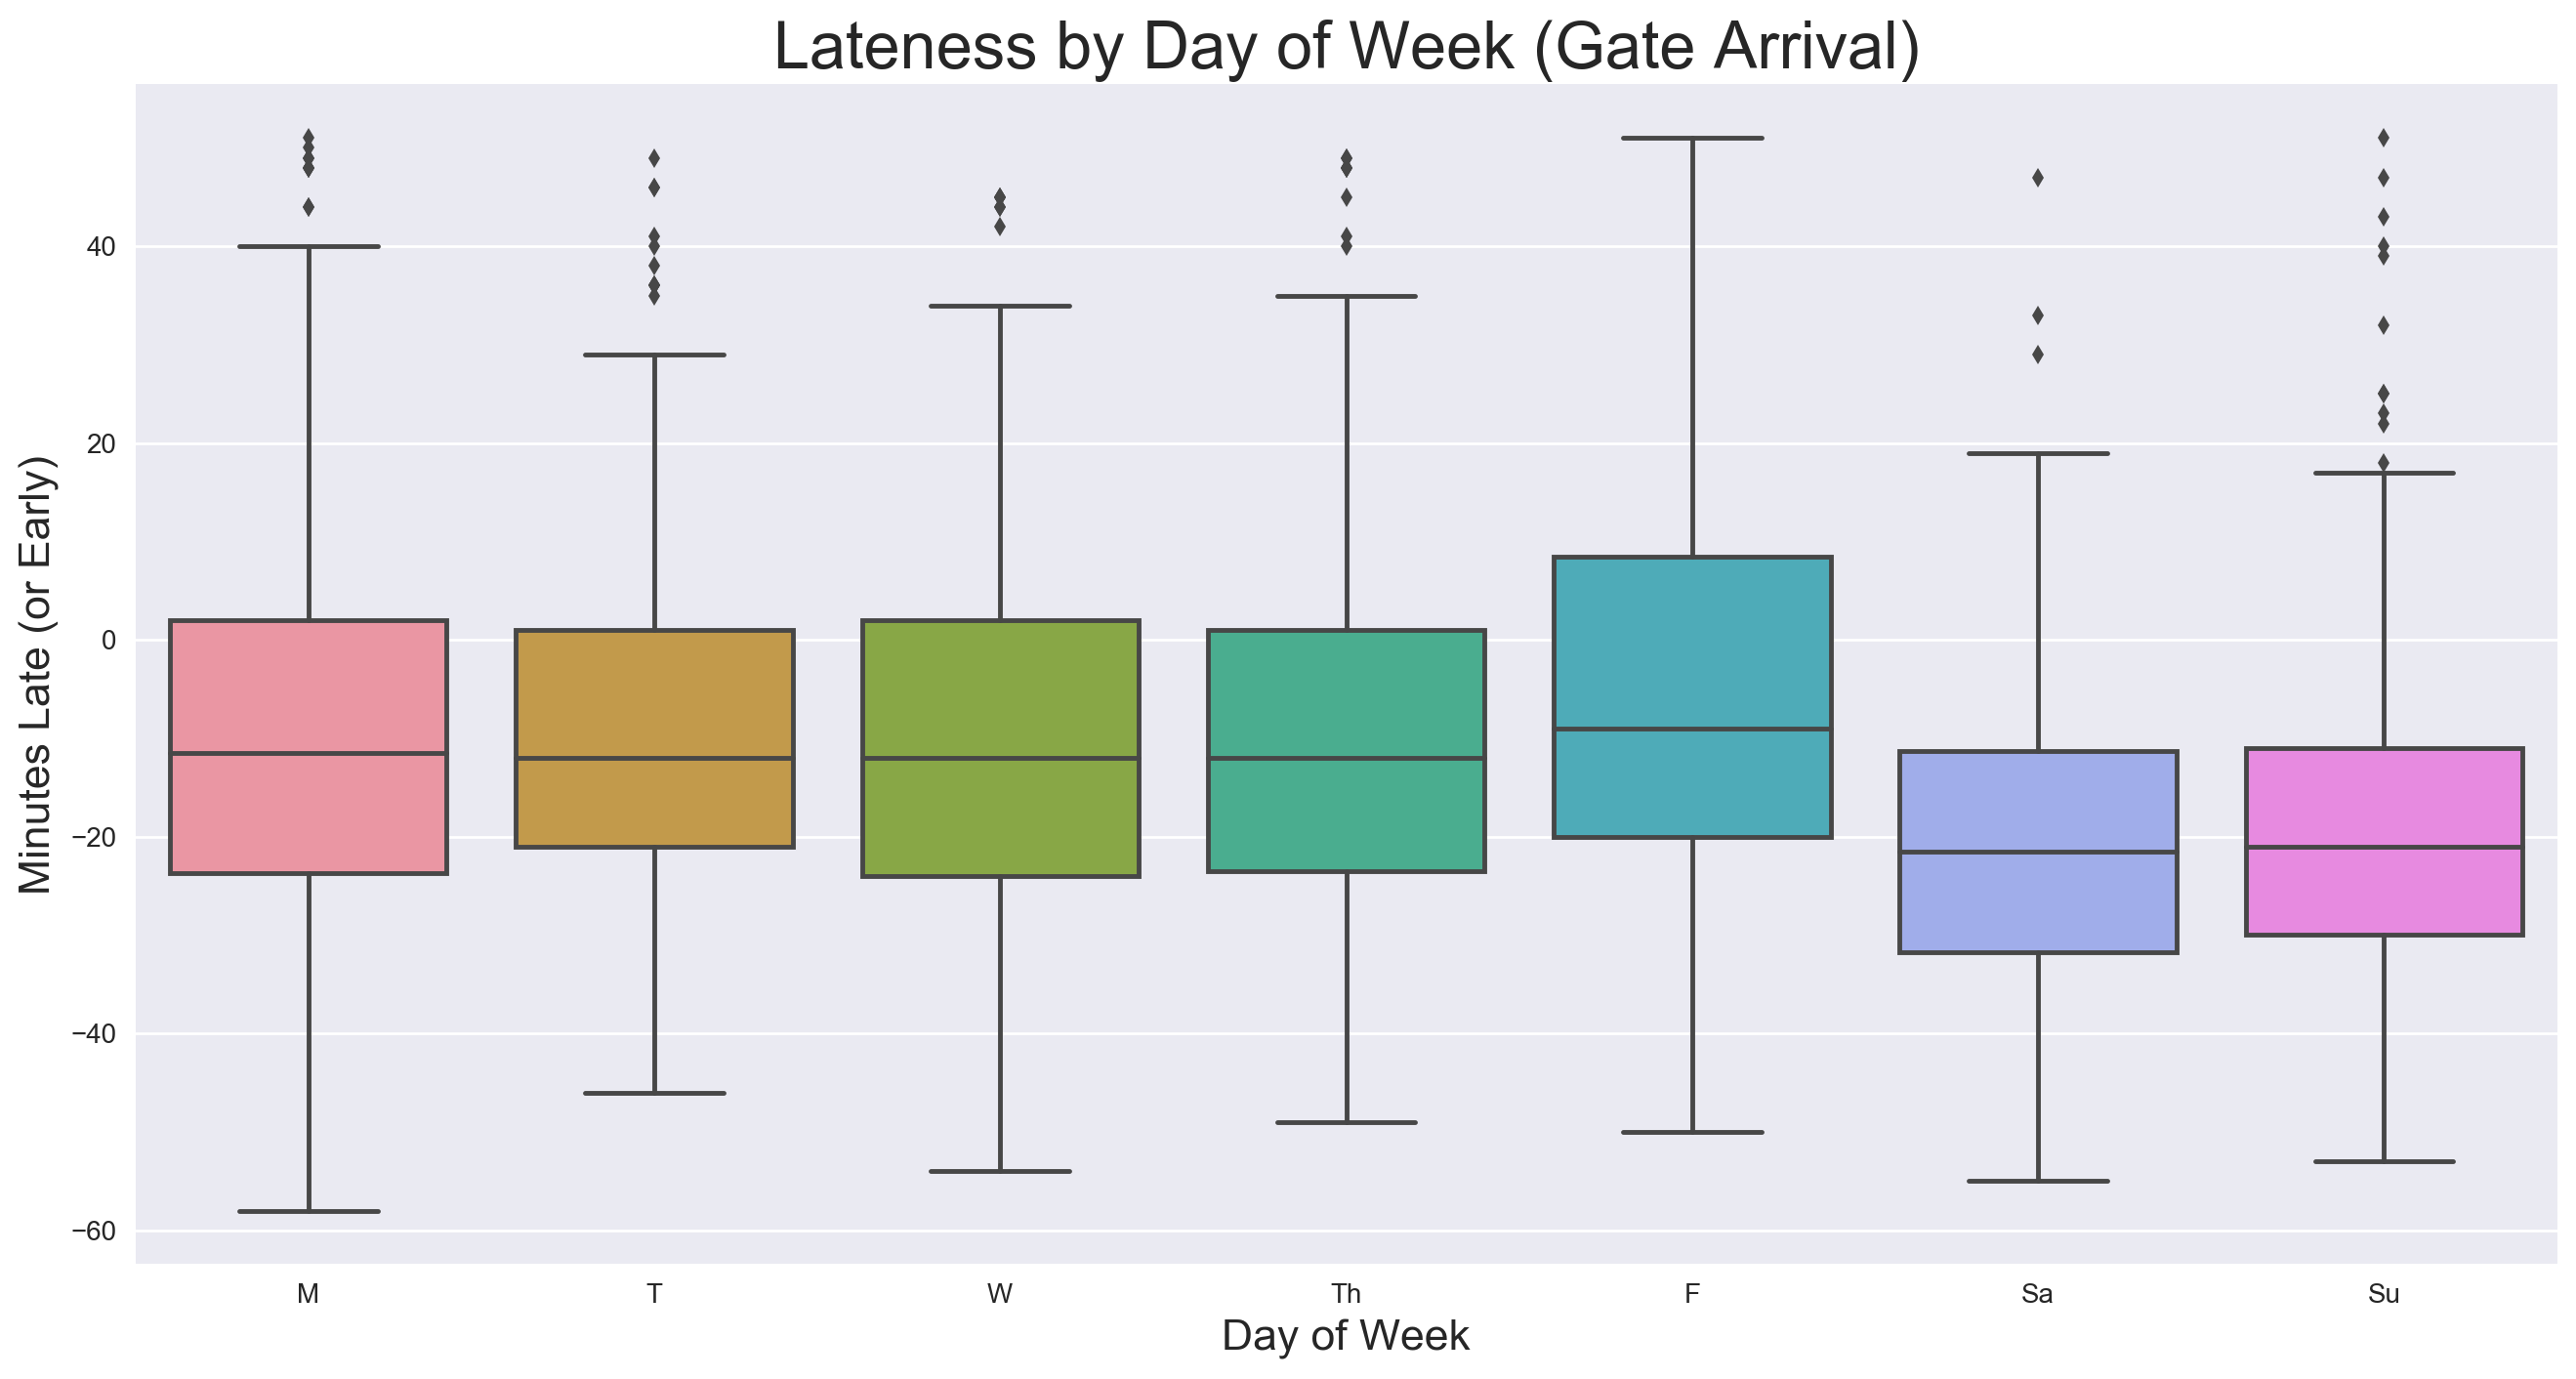 Lateness by Day of Week (Gate Arrival)
Minutes Late (or Early)
40
20
0
−20
−40
−60
M T W Th F Sa Su
Day of Week